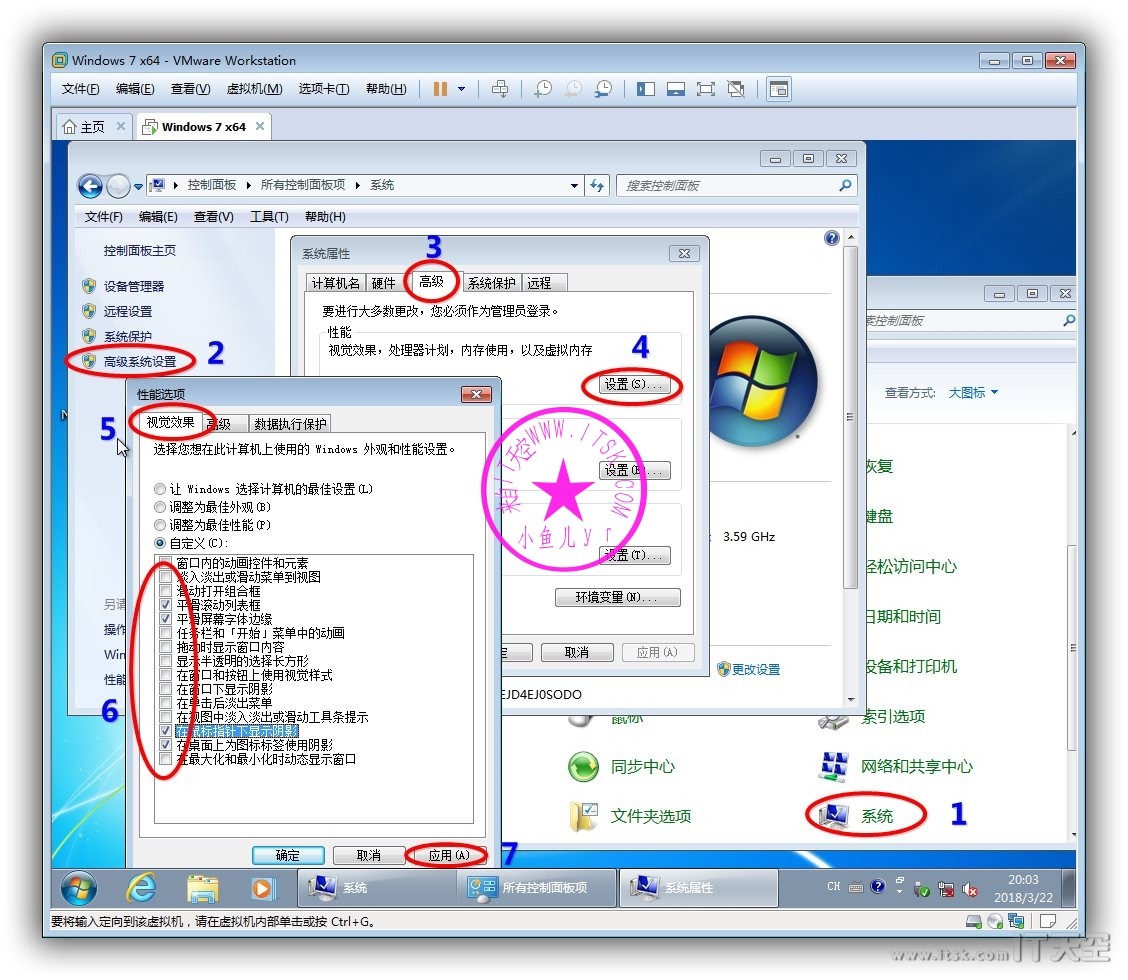 Windows 7 x64 - VMware Workstation
文件(F) 编辑(E) 查看(V) 虚拟机(M) 选项卡(T) 帮助(H)
主页 Windows 7 x64
控制面板 所有控制面板项 系统 搜索控制面板
文件(F) 编辑(E) 查看(V) 工具(T) 帮助(H)
控制面板主页
设备管理器
远程设置
系统保护
高级系统设置
2
系统属性
3
计算机名 硬件 高级 系统保护 远程
要进行大多数更改，您必须作为管理员登录。
性能
视觉效果，处理器计划，内存使用，以及虚拟内存
4
设置(S)...
设置(E)...
设置(T)...
环境变量(N)...
取消 应用(A)
3.59 GHz
更改设置
EJD4EJ0SODO
索控制面板
查看方式: 大图标
恢复
键盘
轻松访问中心
日期和时间
设备和打印机
鼠标 索引选项
同步中心 网络和共享中心
文件夹选项 系统
1
另请
操作
Win
性能
性能选项
5
视觉效果 高级 数据执行保护
选择您想在此计算机上使用的 Windows 外观和性能设置。
让 Windows 选择计算机的最佳设置(L)
调整为最佳外观(B)
调整为最佳性能(P)
自定义(C):
窗口内的动画控件和元素
淡入淡出或滑动菜单到视图
滑动打开组合框
平滑滚动列表框
平滑屏幕字体边缘
任务栏和「开始」菜单中的动画
拖动时显示窗口内容
显示半透明的选择长方形
在窗口和按钮上使用视觉样式
在窗口下显示阴影
在单击后淡出菜单
在视图中淡入淡出或滑动工具条提示
在鼠标指针下显示阴影
在桌面上为图标标签使用阴影
在最大化和最小化时动态显示窗口
6
确定 取消 应用(A)
7
来自IT天空WWW.ITSK.COM
小鱼儿yr
系统 所有控制面板项 系统属性
CH
20:03
2018/3/22
要将输入定向到该虚拟机，请在虚拟机内部单击或按 Ctrl+G。
www.itsk.com IT天空